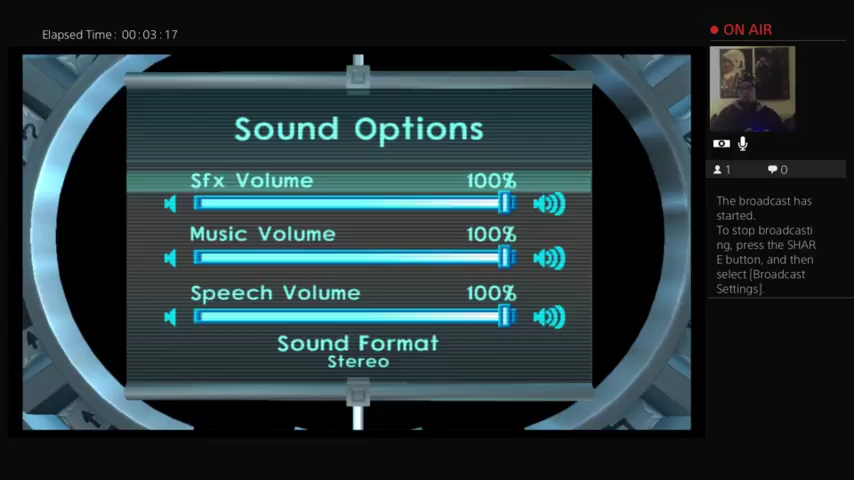 Elapsed Time: 00:03:17
ON AIR
Sound Options
Sfx Volume 100%
Music Volume 100%
Speech Volume 100%
Sound Format
Stereo
1 0
The broadcast has
started.
To stop broadcasti
ng, press the SHAR
E button, and then
select [Broadcast
Settings].